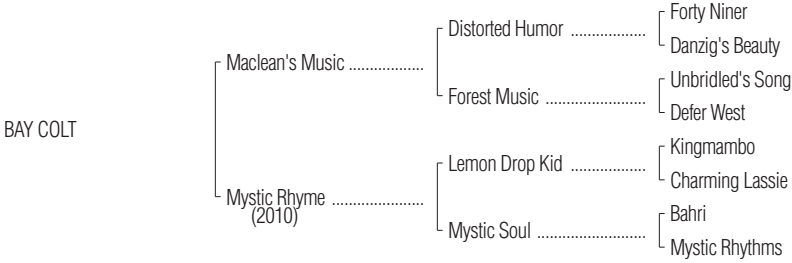 Forty Niner
Distorted Humor ..................
Danzig's Beauty
Maclean's Music ..................
Unbridled's Song
Forest Music ........................
Defer West
BAY COLT
Kingmambo
Lemon Drop Kid ..................
Charming Lassie
Mystic Rhyme ......................
(2010)
Bahri
Mystic Soul ..........................
Mystic Rhythms